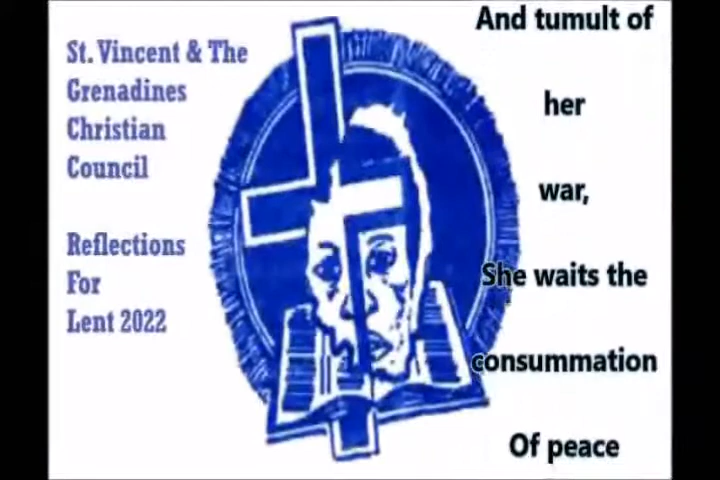 St. Vincent & The
Grenadines
Christian
Council
Reflections
For
Lent 2022
And tumult of
her
war,
She waits the
consummation
Of peace